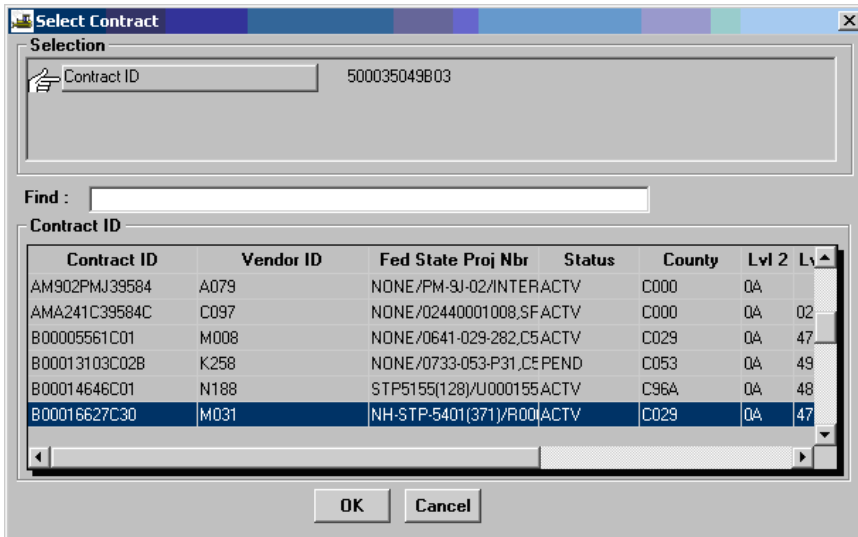 Select Contract
Selection
Contract ID 500035049B03
Find :
Contract ID
Contract ID Vendor ID Fed State Proj Nbr Status County Lvl 2 Lv
AM902PMJ39584 A079 NONE/PM-9J-02/INTER ACTV C000 0A
AMA241C39584C C097 NONE/02440001008,SF ACTV C000 0A 02
B00005561C01 M008 NONE/0641-029-282,C5 ACTV C029 0A 47
B00013103C02B K258 NONE/0733-053-P31,C5 PEND C053 0A 49
B00014646C01 N188 STP5155(128)/U000155 ACTV C96A 0A 48
B00016627C30 M031 NH-STP-5401(371)/R00 ACTV C029 0A 47
OK Cancel